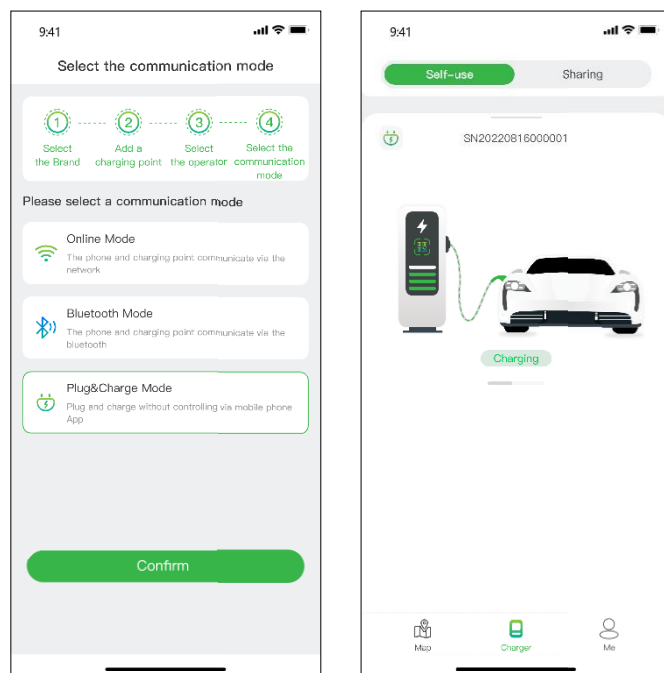 9:41
Select the communication mode
1
2
3
4
Select
the Brand
Add a
charging point
Select
the operator
Select the
communication
mode
Please select a communication mode
Online Mode
The phone and charging point communicate via the
network
Bluetooth Mode
The phone and charging point communicate via the
bluetooth
Plug&Charge Mode
Plug and charge without controlling via mobile phone
App
Confirm
9:41
Self-use
Sharing
SN20220816000001
Charging
Map
Charger
Me